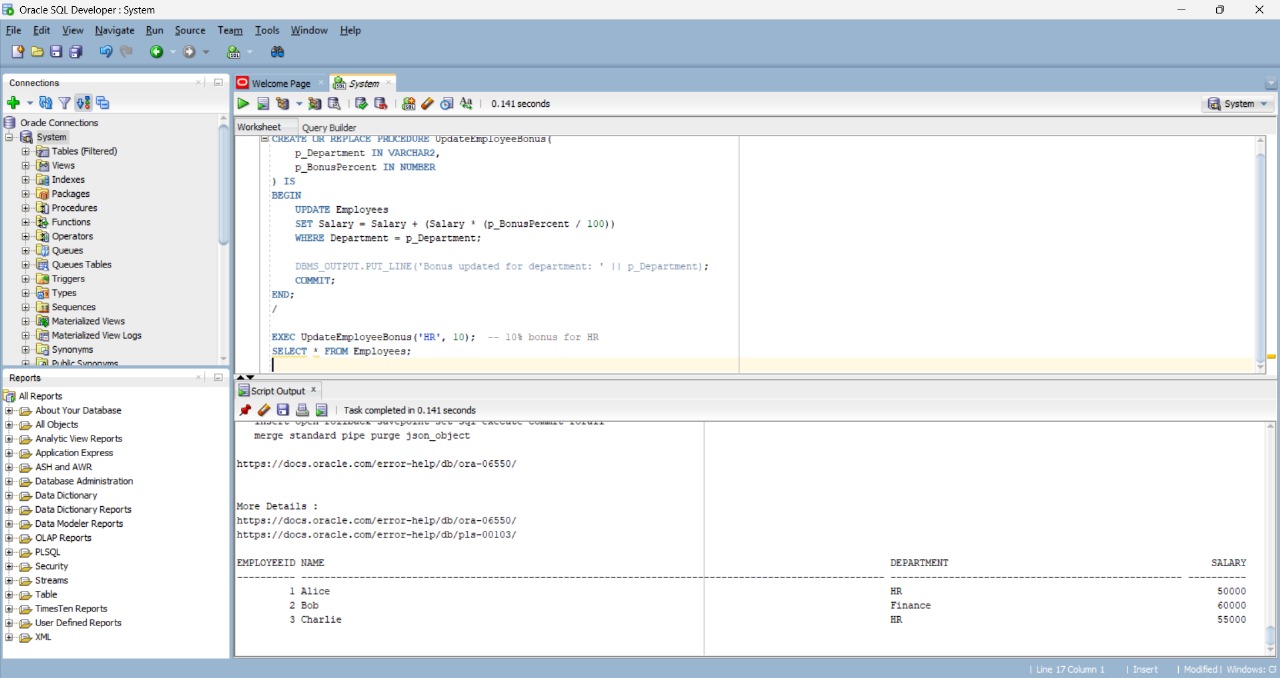 Oracle SQL Developer : System
File Edit View Navigate Run Source Team Tools Window Help
Connections
Oracle Connections
System
Tables (Filtered)
Views
Indexes
Packages
Procedures
Functions
Operators
Queues
Queues Tables
Triggers
Types
Sequences
Materialized Views
Materialized View Logs
Synonyms
Public Synonyms
Reports
All Reports
About Your Database
All Objects
Analytic View Reports
Application Express
ASH and AWR
Database Administration
Data Dictionary
Data Dictionary Reports
Data Modeler Reports
OLAP Reports
PLSQL
Security
Streams
Table
TimesTen Reports
User Defined Reports
XML
Welcome Page System
0.141 seconds
System
Worksheet Query Builder
CREATE OR REPLACE PROCEDURE UpdateEmployeeBonus(
p_Department IN VARCHAR2,
p_BonusPercent IN NUMBER
) IS
BEGIN
UPDATE Employees
SET Salary = Salary + (Salary * (p_BonusPercent / 100))
WHERE Department = p_Department;
DBMS_OUTPUT.PUT_LINE('Bonus updated for department: ' || p_Department);
COMMIT;
END;
/
EXEC UpdateEmployeeBonus('HR', 10); -- 10% bonus for HR
SELECT * FROM Employees;
Script Output x
Task completed in 0.141 seconds
insert open rollback savepoint set sql execute commit forall
merge standard pipe purge json_object
https://docs.oracle.com/error-help/db/ora-06550/
More Details :
https://docs.oracle.com/error-help/db/ora-06550/
https://docs.oracle.com/error-help/db/pls-00103/
EMPLOYEEID NAME DEPARTMENT SALARY
---------- ---------- ---------- ----------
1 Alice HR 50000
2 Bob Finance 60000
3 Charlie HR 55000
Line 17 Column 1 | Insert | Modified | Windows: C